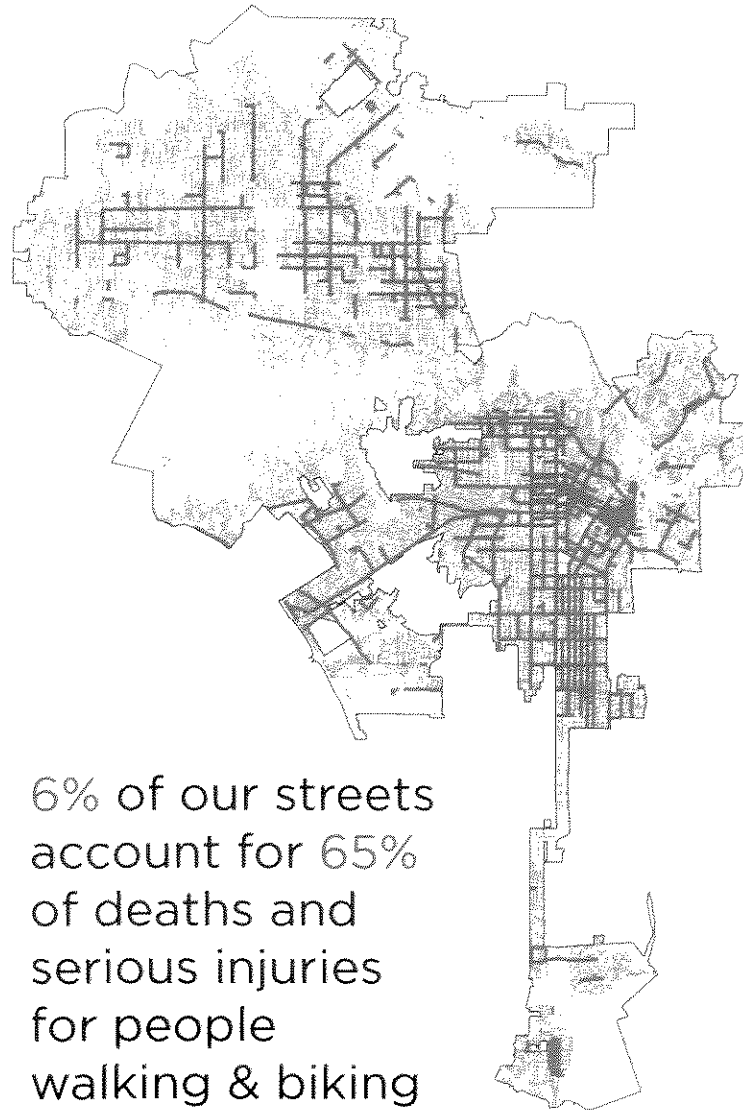 6% of our streets
account for 65%
of deaths and
serious injuries
for people
walking & biking